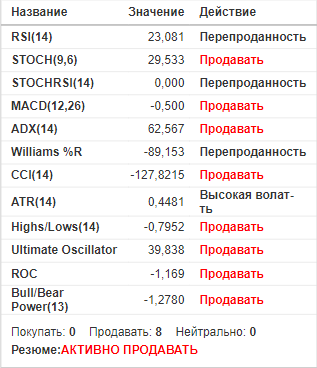 Название Значение Действие
RSI(14) 23,081 Перепроданность
STOCH(9,6) 29,533 Продавать
STOCHRSI(14) 0,000 Перепроданность
MACD(12,26) -0,500 Продавать
ADX(14) 62,567 Продавать
Williams %R -89,153 Перепроданность
CCI(14) -127,8215 Продавать
ATR(14) 0,4481 Высокая волат-
ть
Highs/Lows(14) -0,7952 Продавать
Ultimate Oscillator 39,838 Продавать
ROC -1,169 Продавать
Bull/Bear
Power(13) -1,2780 Продавать
Покупать: 0 Продавать: 8 Нейтрально: 0
Резюме:АКТИВНО ПРОДАВАТЬ